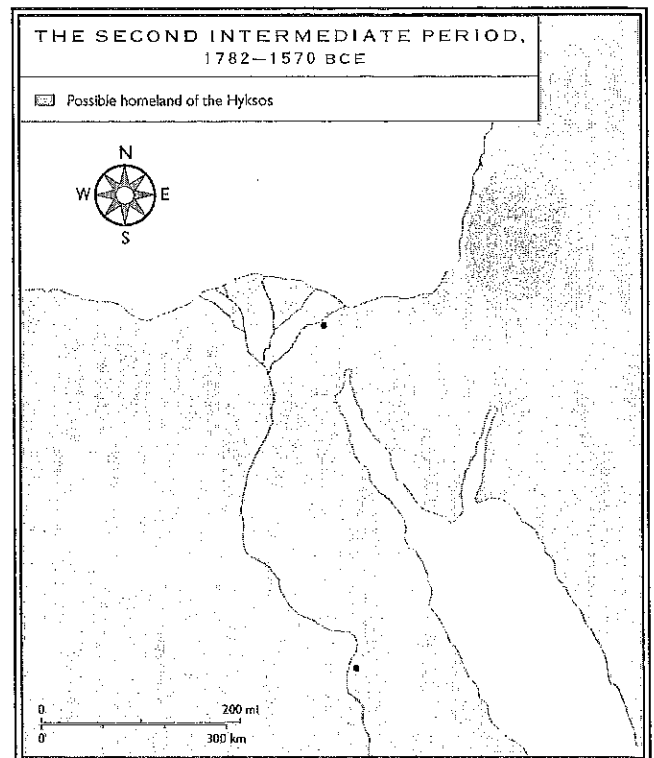 THE SECOND INTERMEDIATE PERIOD,
1782–1570 BCE
Possible homeland of the Hyksos
N
W E
S
0 200 mi
0 300 km